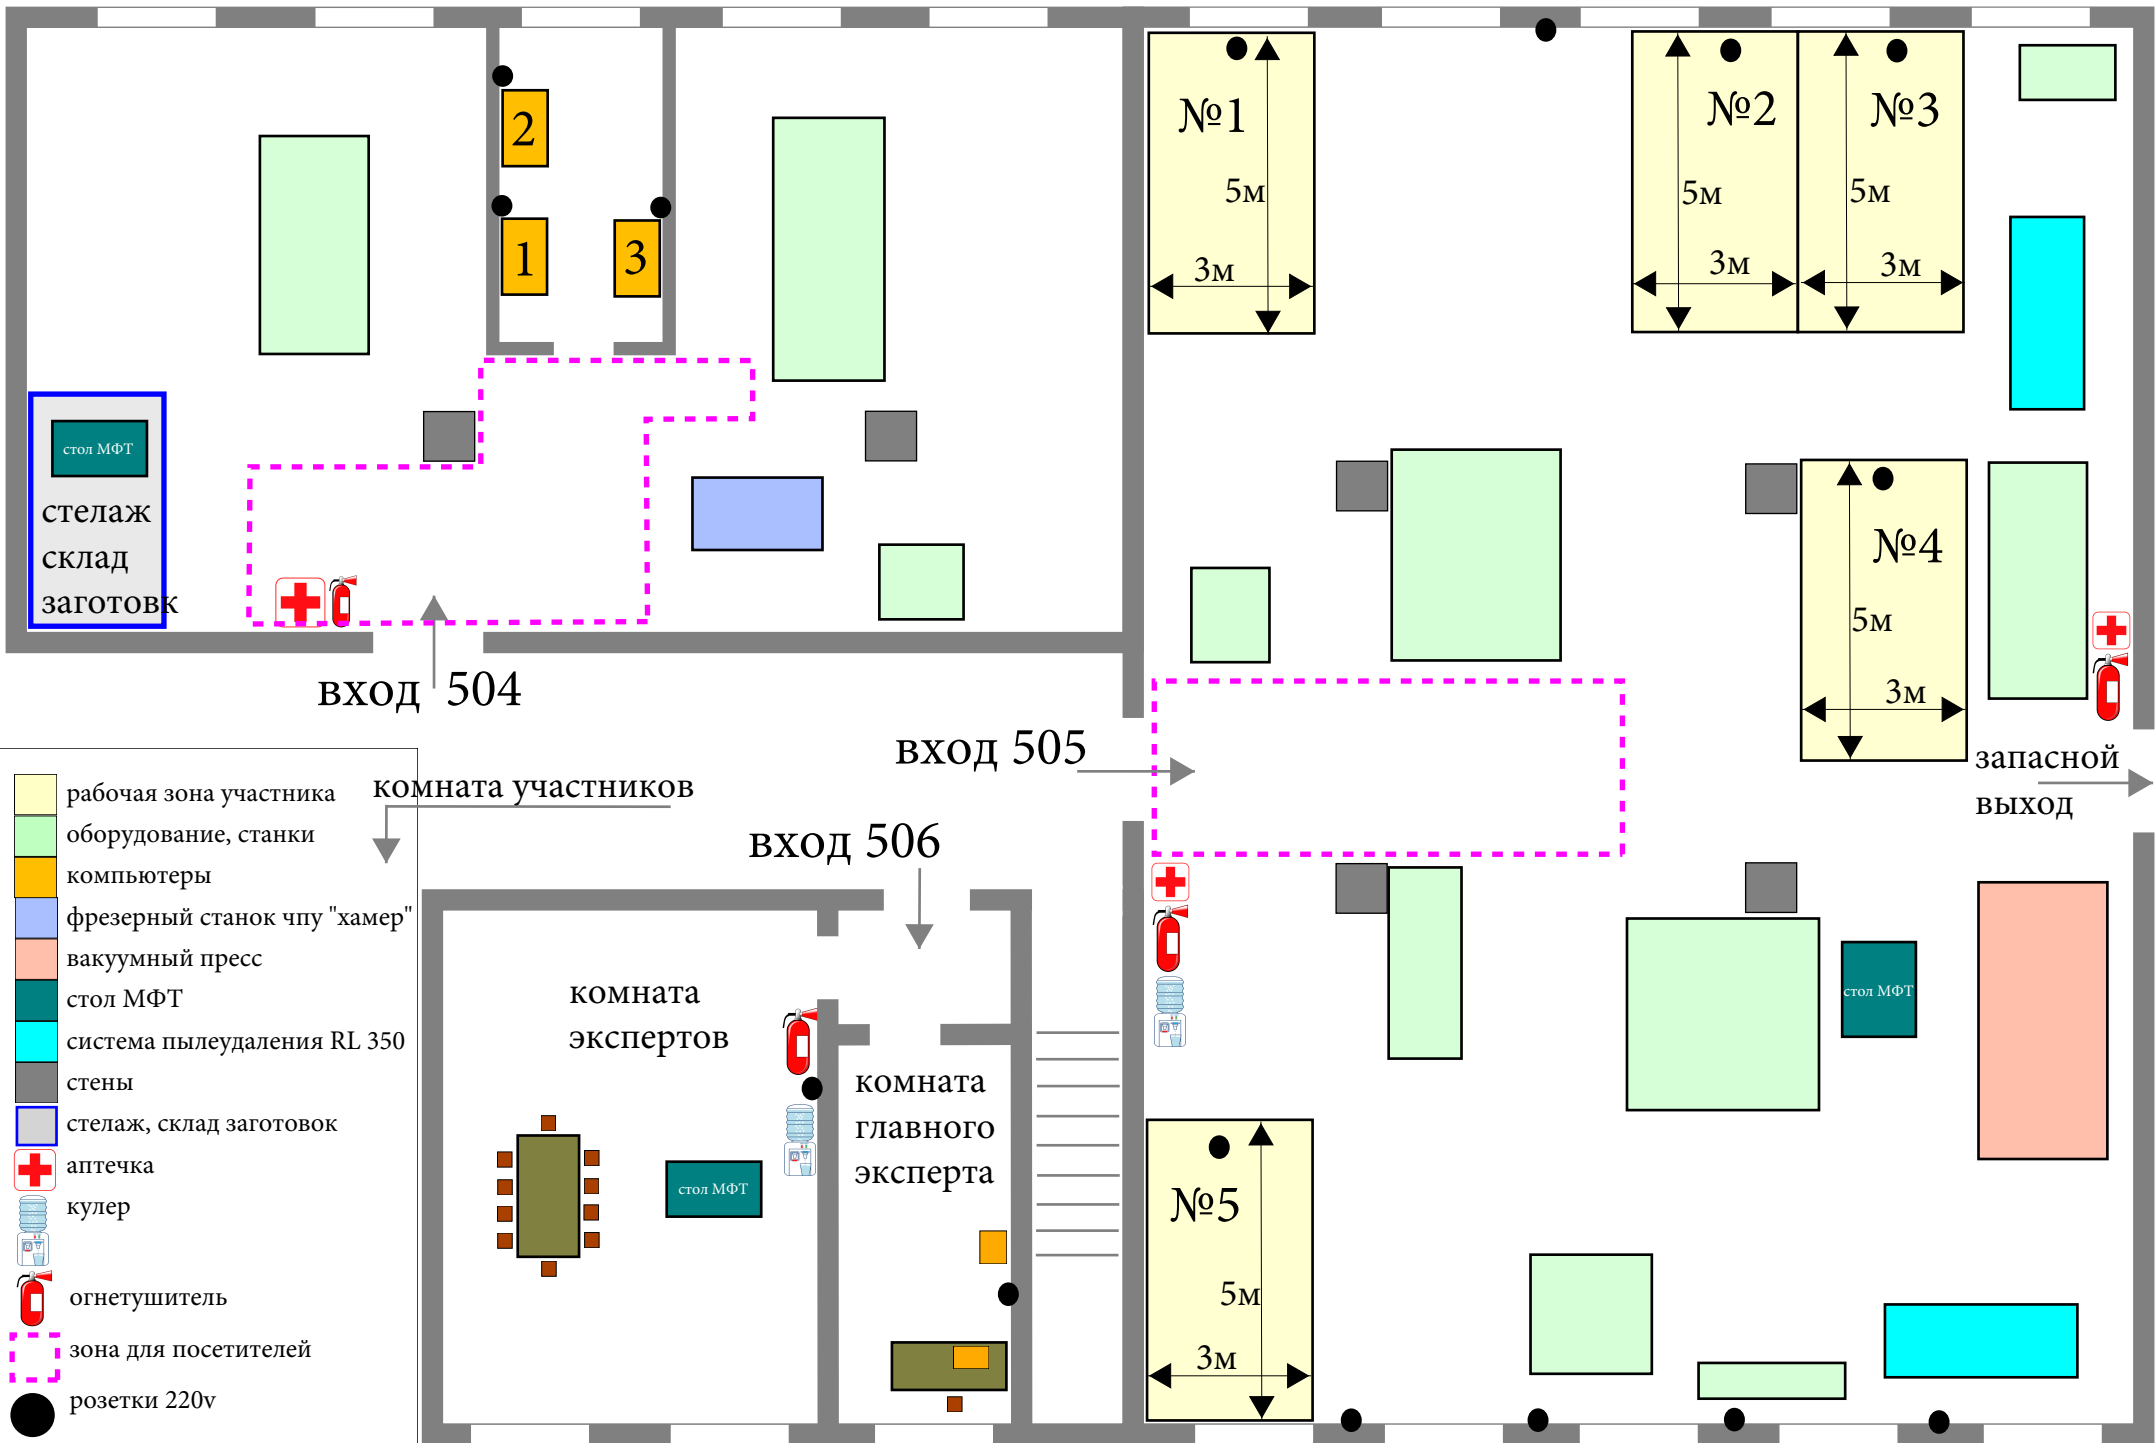 2
1
3
стол МФТ
стелаж
склад
заготовк
вход 504
№1
5м
3м
№2
5м
3м
№3
5м
3м
№4
5м
3м
вход 505
запасной
выход
комната участников
вход 506
рабочая зона участника
оборудование, станки
компьютеры
фрезерный станок чпу "хамер"
вакуумный пресс
стол МФТ
система пылеудаления RL 350
стены
стелаж, склад заготовок
аптечка
кулер
огнетушитель
зона для посетителей
розетки 220v
комната
экспертов
стол МФТ
комната
главного
эксперта
стол МФТ
№5
5м
3м